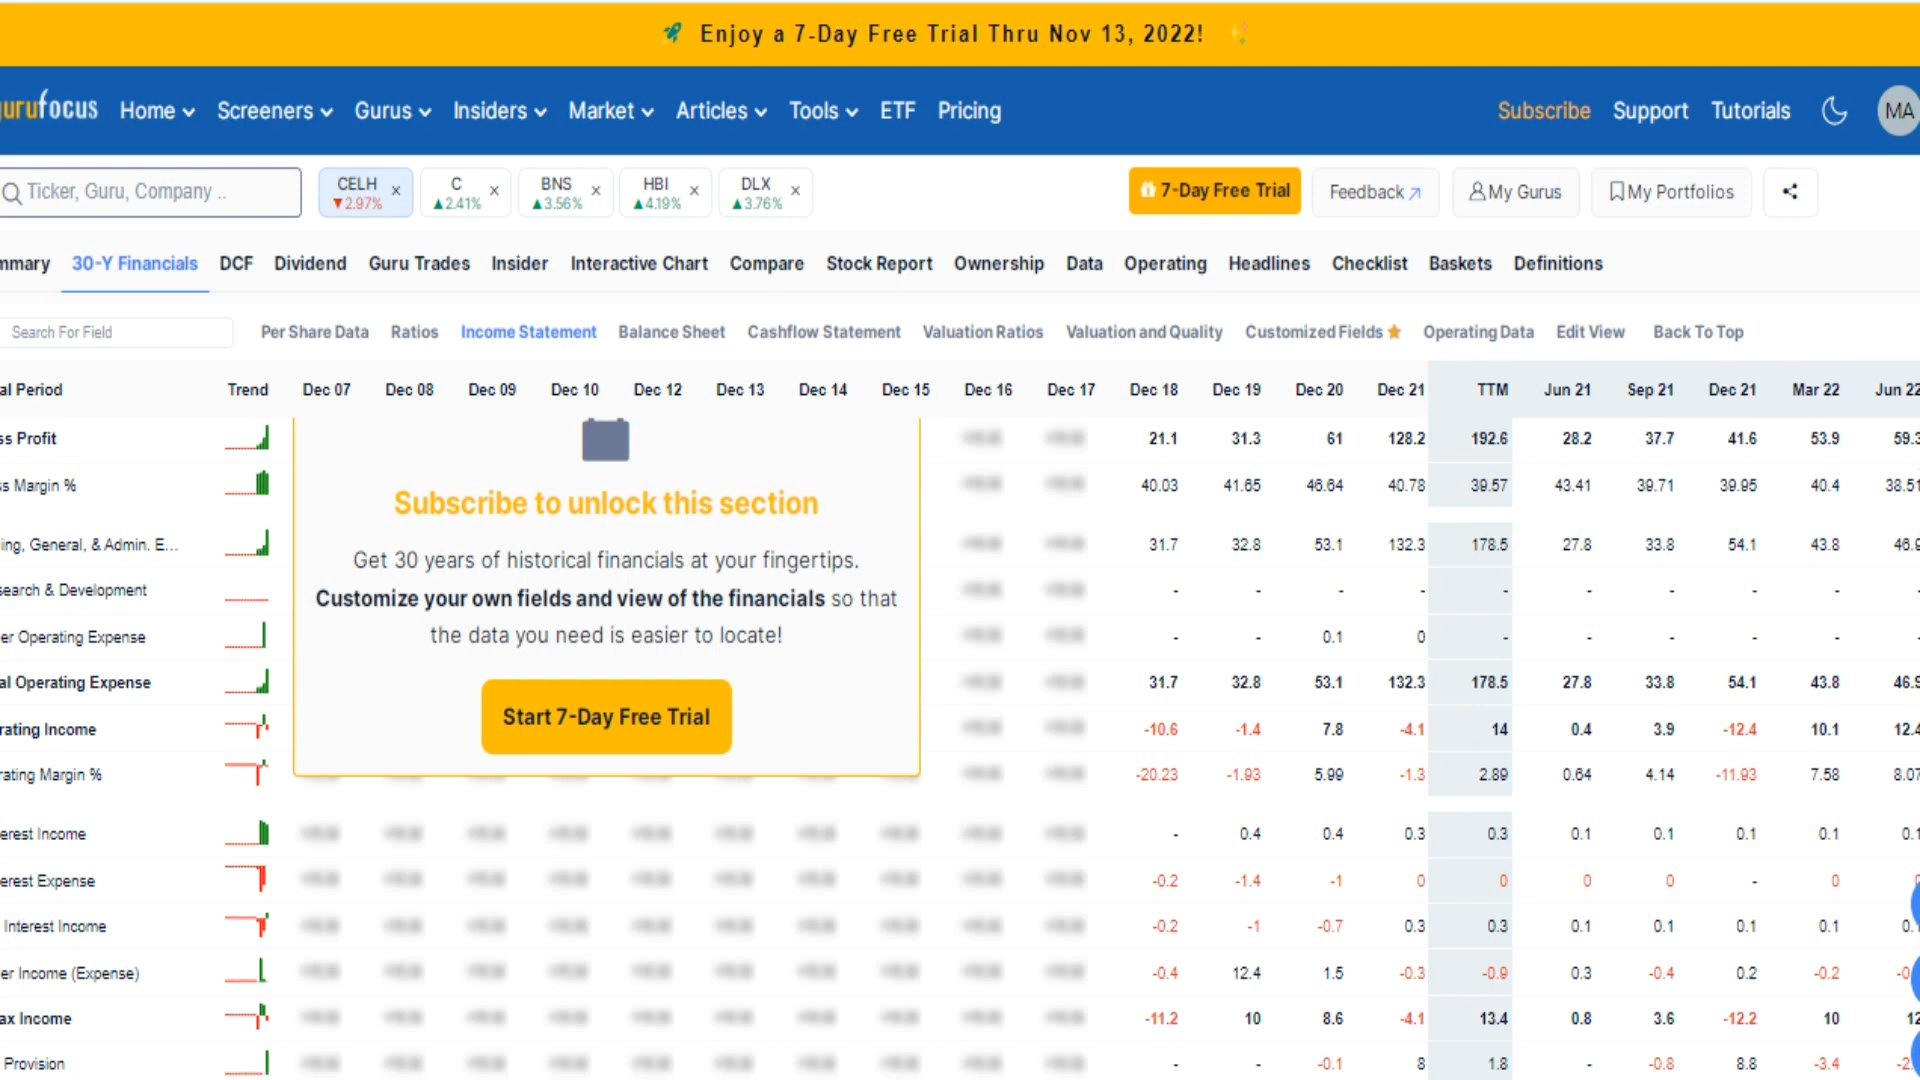 Enjoy a 7-Day Free Trial Thru Nov 13, 2022!
gurufocus Home Screeners Gurus Insiders Market Articles Tools ETF Pricing Subscribe Support Tutorials MA
Ticker, Guru, Company .. CELH × C × BNS × HBI × DLX × 7-Day Free Trial Feedback My Gurus My Portfolios
▼2.97% ▲2.41% ▲3.56% ▲4.19% ▲3.76%
mmary 30-Y Financials DCF Dividend Guru Trades Insider Interactive Chart Compare Stock Report Ownership Data Operating Headlines Checklist Baskets Definitions
Search For Field Per Share Data Ratios Income Statement Balance Sheet Cashflow Statement Valuation Ratios Valuation and Quality Customized Fields Operating Data Edit View Back To Top
al Period Trend Dec 07 Dec 08 Dec 09 Dec 10 Dec 12 Dec 13 Dec 14 Dec 15 Dec 16 Dec 17 Dec 18 Dec 19 Dec 20 Dec 21 TTM Jun 21 Sep 21 Dec 21 Mar 22 Jun 22
ss Profit 21.1 31.3 61 128.2 192.6 28.2 37.7 41.6 53.9 59.3
ss Margin % 40.03 41.65 46.64 40.78 39.57 43.41 39.71 39.95 40.4 38.51
Subscribe to unlock this section
ing, General, & Admin. E... 31.7 32.8 53.1 132.3 178.5 27.8 33.8 54.1 43.8 46.9
Get 30 years of historical financials at your fingertips.
search & Development - - - - - - - - - -
Customize your own fields and view of the financials so that
er Operating Expense - - 0.1 0 - - - - - -
the data you need is easier to locate!
al Operating Expense 31.7 32.8 53.1 132.3 178.5 27.8 33.8 54.1 43.8 46.9
Start 7-Day Free Trial
rating Income -10.6 -1.4 7.8 -4.1 14 0.4 3.9 -12.4 10.1 12.4
rating Margin % -20.23 -1.93 5.99 -1.3 2.89 0.64 4.14 -11.93 7.58 8.07
erest Income - 0.4 0.4 0.3 0.3 0.1 0.1 0.1 0.1 0.1
erest Expense -0.2 -1.4 -1 0 0 0 0 - 0
Interest Income -0.2 -1 -0.7 0.3 0.3 0.1 0.1 0.1 0.1 0.
er Income (Expense) -0.4 12.4 1.5 -0.3 -0.9 0.3 -0.4 0.2 -0.2 -0
ax Income -11.2 10 8.6 -4.1 13.4 0.8 3.6 -12.2 10 12
Provision - - -0.1 8 1.8 - -0.8 8.8 -3.4 -2.